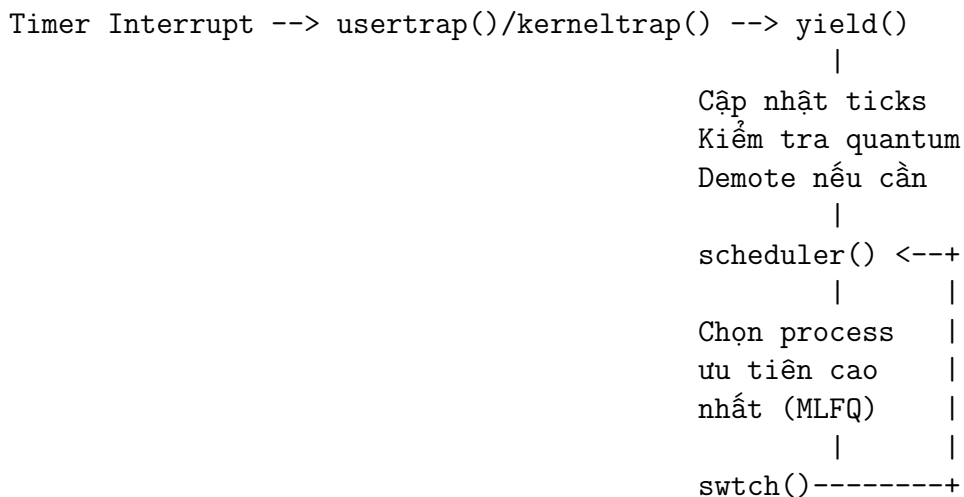 Timer Interrupt --> usertrap()/kerneltrap() --> yield()
|
Cập nhật ticks
Kiểm tra quantum
Demote nếu cần
|
scheduler() <--+
| |
Chọn process |
ưu tiên cao |
nhất (MLFQ) |
| |
swtch()--------+